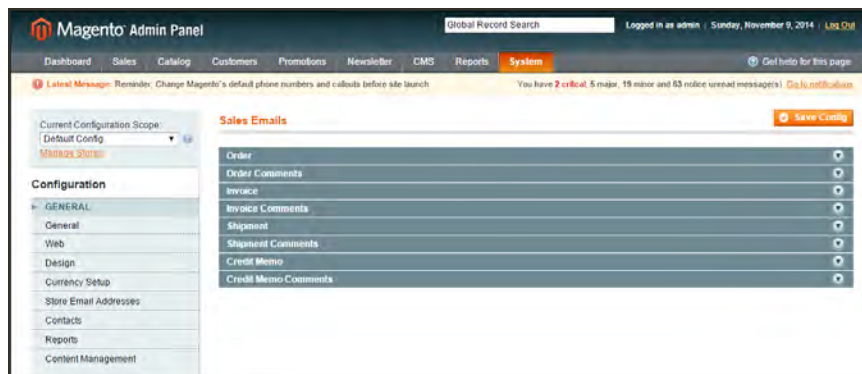 Magento Admin Panel
Global Record Search
Logged in as admin | Sunday, November 9, 2014 | Log Out
Dashboard Sales Catalog Customers Promotions Newsletter CMS Reports System Get help for this page
Latest Message: Reminder: Change Magento's default phone numbers and callouts before site launch You have 2 critical, 5 major, 19 minor and 63 notice unread message(s). Go to notifications
Current Configuration Scope:
Default Config
Manage Stores
Configuration
GENERAL
General
Web
Design
Currency Setup
Store Email Addresses
Contacts
Reports
Content Management
Sales Emails Save Config
Order
Order Comments
Invoice
Invoice Comments
Shipment
Shipment Comments
Credit Memo
Credit Memo Comments